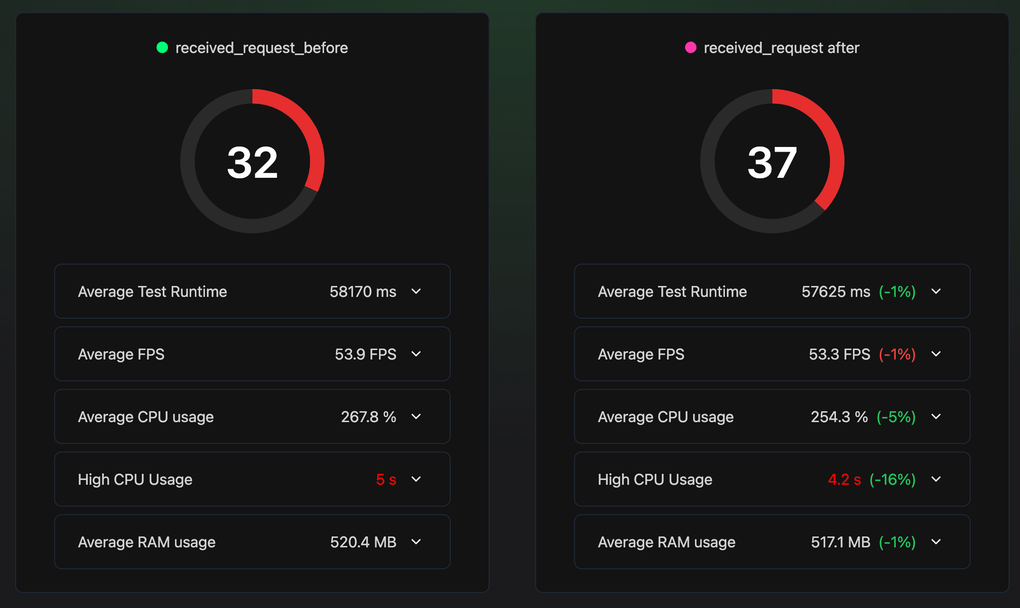 received_request_before
32
Average Test Runtime 58170 ms
Average FPS 53.9 FPS
Average CPU usage 267.8 %
High CPU Usage 5 s
Average RAM usage 520.4 MB
received_request after
37
Average Test Runtime 57625 ms (-1%)
Average FPS 53.3 FPS (-1%)
Average CPU usage 254.3 % (-5%)
High CPU Usage 4.2 s (-16%)
Average RAM usage 517.1 MB (-1%)